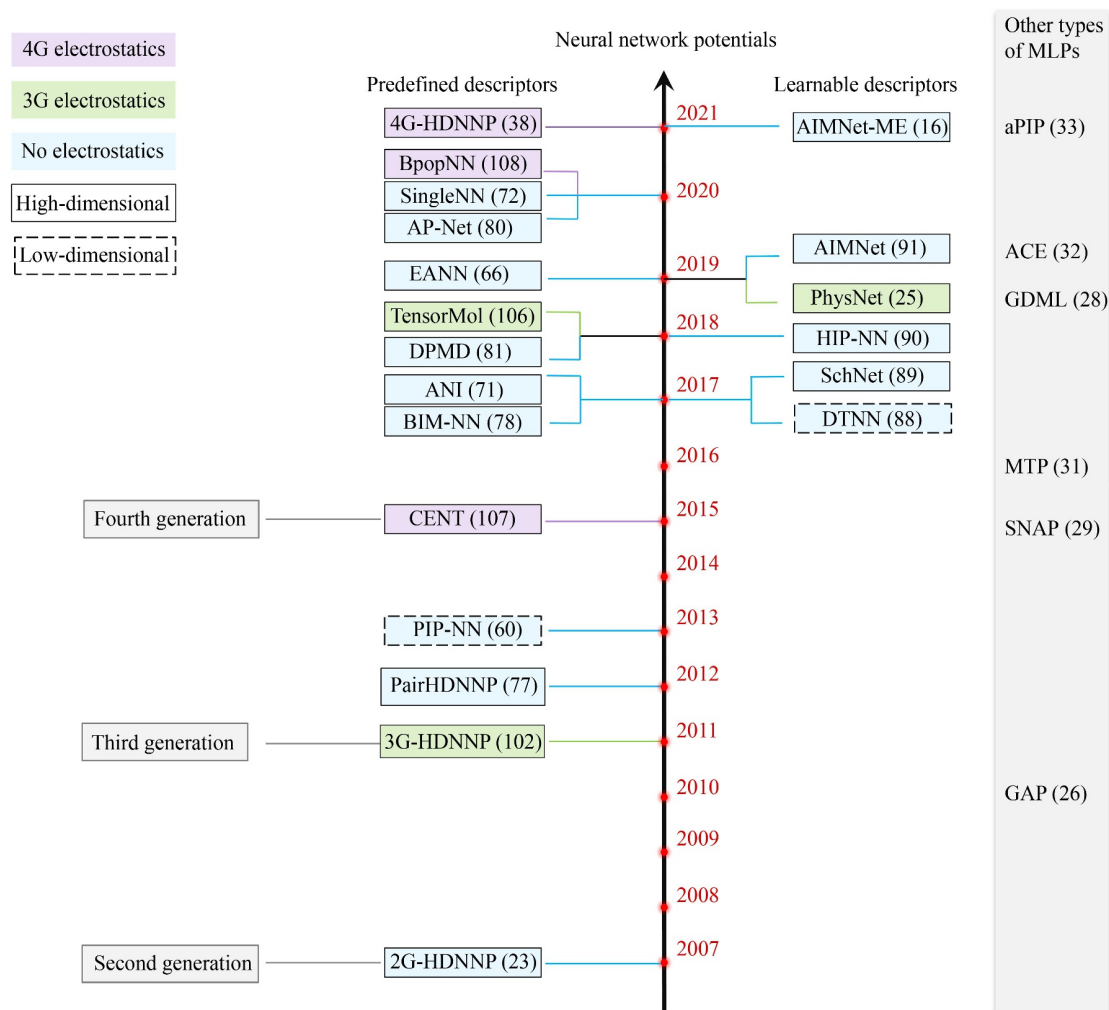 4G electrostatics
3G electrostatics
No electrostatics
High-dimensional
Low-dimensional
Neural network potentials
Predefined descriptors
Learnable descriptors
Other types
of MLPs
4G-HDNNP (38)
2021
AIMNet-ME (16)
aPIP (33)
BpopNN (108)
SingleNN (72)
2020
AP-Net (80)
EANN (66)
2019
AIMNet (91)
ACE (32)
PhysNet (25)
GDML (28)
TensorMol (106)
2018
DPMD (81)
HIP-NN (90)
ANI (71)
2017
SchNet (89)
BIM-NN (78)
DTNN (88)
2016
MTP (31)
Fourth generation
CENT (107)
2015
SNAP (29)
2014
PIP-NN (60)
2013
PairHDNNP (77)
2012
Third generation
3G-HDNNP (102)
2011
2010
GAP (26)
2009
2008
Second generation
2G-HDNNP (23)
2007